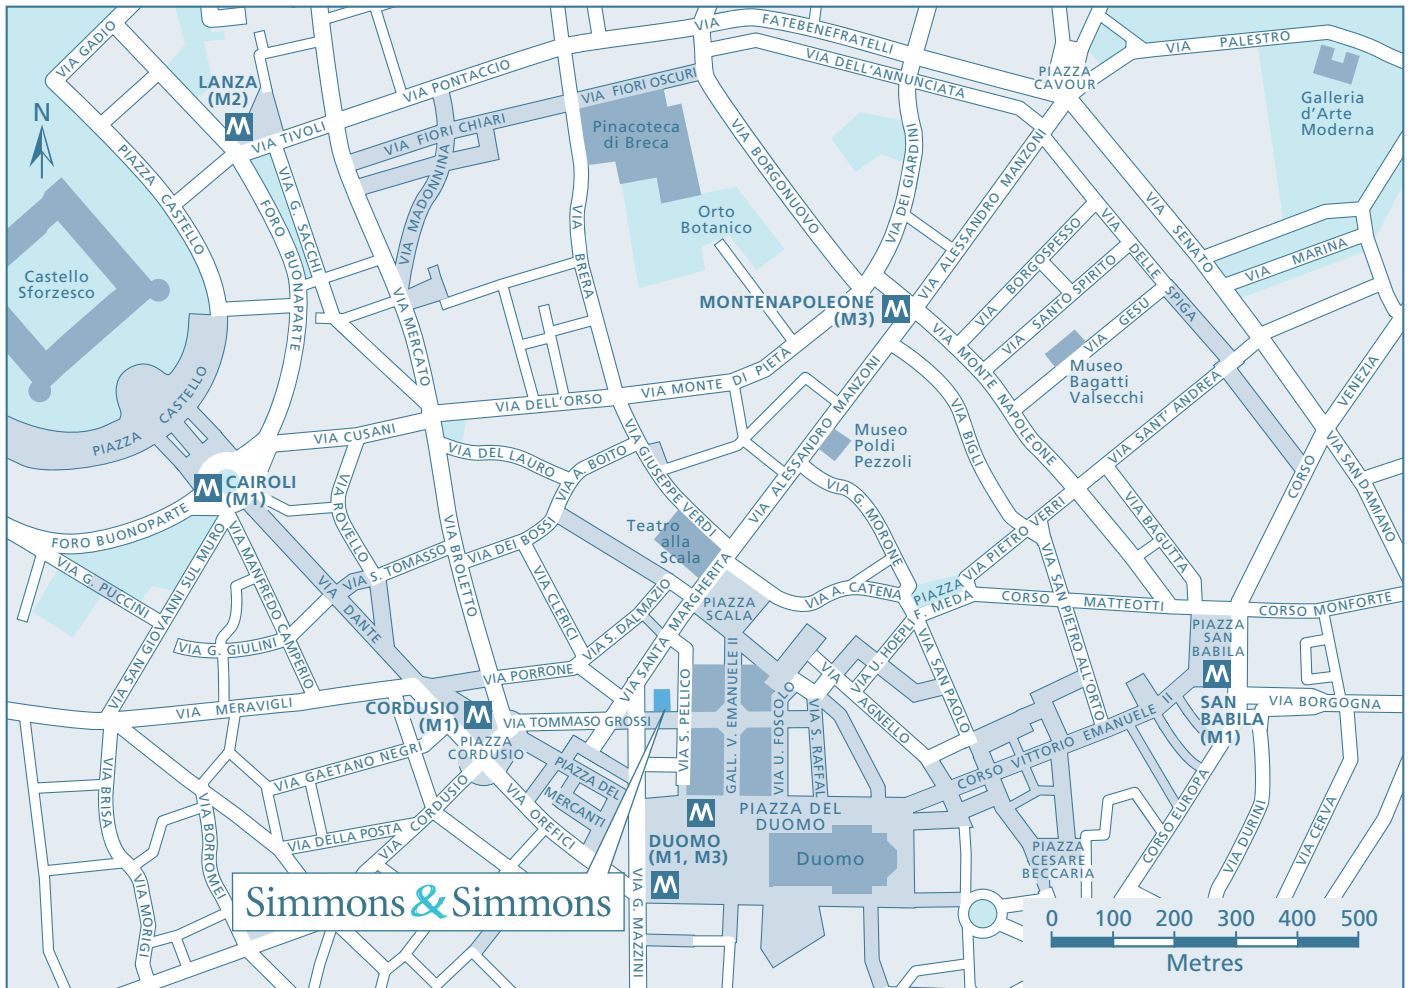 VIA GADIO
LANZA
(M2)
N
VIA TIVOLI
VIA PONTACCIO
VIA
FATEBENEFRATELLI
VIA DELL'ANNUNCIATA
PIAZZA
CAVOUR
VIA PALESTRO
Galleria
d'Arte
Moderna
VIA FIORI CHIARI
VIA FIORI OSCURI
Pinacoteca
di Breca
VIA MADONNINA
VIA BRERA
VIA BORGONUOVO
VIA DEI GIARDINI
VIA ALESSANDRO MANZONI
VIA SENATO
VIA MARINA
PIAZZA CASTELLO
VIA G. SACCHI
FORO BUONAPARTE
Orto
Botanico
Castello
Sforzesco
VIA MERCATO
MONTENAPOLEONE
(M3)
VIA BORGOSPESSO
VIA SANTO SPIRITO
VIA GESU
VIA DELLE SPIGA
Museo
Bagatti
Valsecchi
VIA MONTE NAPOLEONE
VIA SANT' ANDREA
VENEZIA
CORSO
VIA SAN DAMIANO
PIAZZA CASTELLO
VIA CUSANI
VIA DELL'ORSO
VIA MONTE DI PIETA
VIA ALESSANDRO MANZONI
Museo
Poldi
Pezzoli
VIA BIGLI
CAIROLI
(M1)
FORO BUONOPARTE
VIA DEL LAURO
VIA A. BOITO
VIA GIUSEPPE VERDI
VIA G. MORONE
VIA PIETRO VERRI
VIA BAGUTTA
VIA ROVELLO
VIA S. TOMASSO
VIA BROLETTO
VIA DEI BOSSI
Teatro
alla
Scala
VIA G. PUCCINI
VIA SAN GIOVANNI SUL MURO
VIA MANFREDO CAMPERIO
VIA DANTE
VIA CLERICI
VIA S. DALMAZIO
VIA SANTA MARGHERITA
PIAZZA
SCALA
VIA A. CATENA
PIAZZA
F. MEDA
CORSO MATTEOTTI
CORSO MONFORTE
VIA SAN PIETRO ALL'ORTO
VIA G. GIULINI
VIA U. HOEPLI
VIA SAN PAOLO
PIAZZA
SAN
BABILA
VIA PORRONE
VIA MERAVIGLI
CORDUSIO
(M1)
PIAZZA
CORDUSIO
VIA TOMMASO GROSSI
VIA S. PELLICO
GALL. V. EMANUELE II
VIA U. FOSCOLO
VIA S. RAFFAL
VIA AGNELLO
SAN
BABILA
(M1)
VIA BORGOGNA
CORSO VITTORIO EMANUELE II
VIA BRISA
VIA GAETANO NEGRI
VIA BORROMEI
VIA DELLA POSTA
VIA CORDUSIO
VIA OREFICI
PIAZZA DEL
MERCANTI
PIAZZA DEL
DUOMO
DUOMO
(M1, M3)
Duomo
PIAZZA
CESARE
BECCARIA
CORSO EUROPA
VIA DURINI
VIA CERVA
VIA MORIGI
Simmons & Simmons
VIA G. MAZZINI
0 100 200 300 400 500
Metres